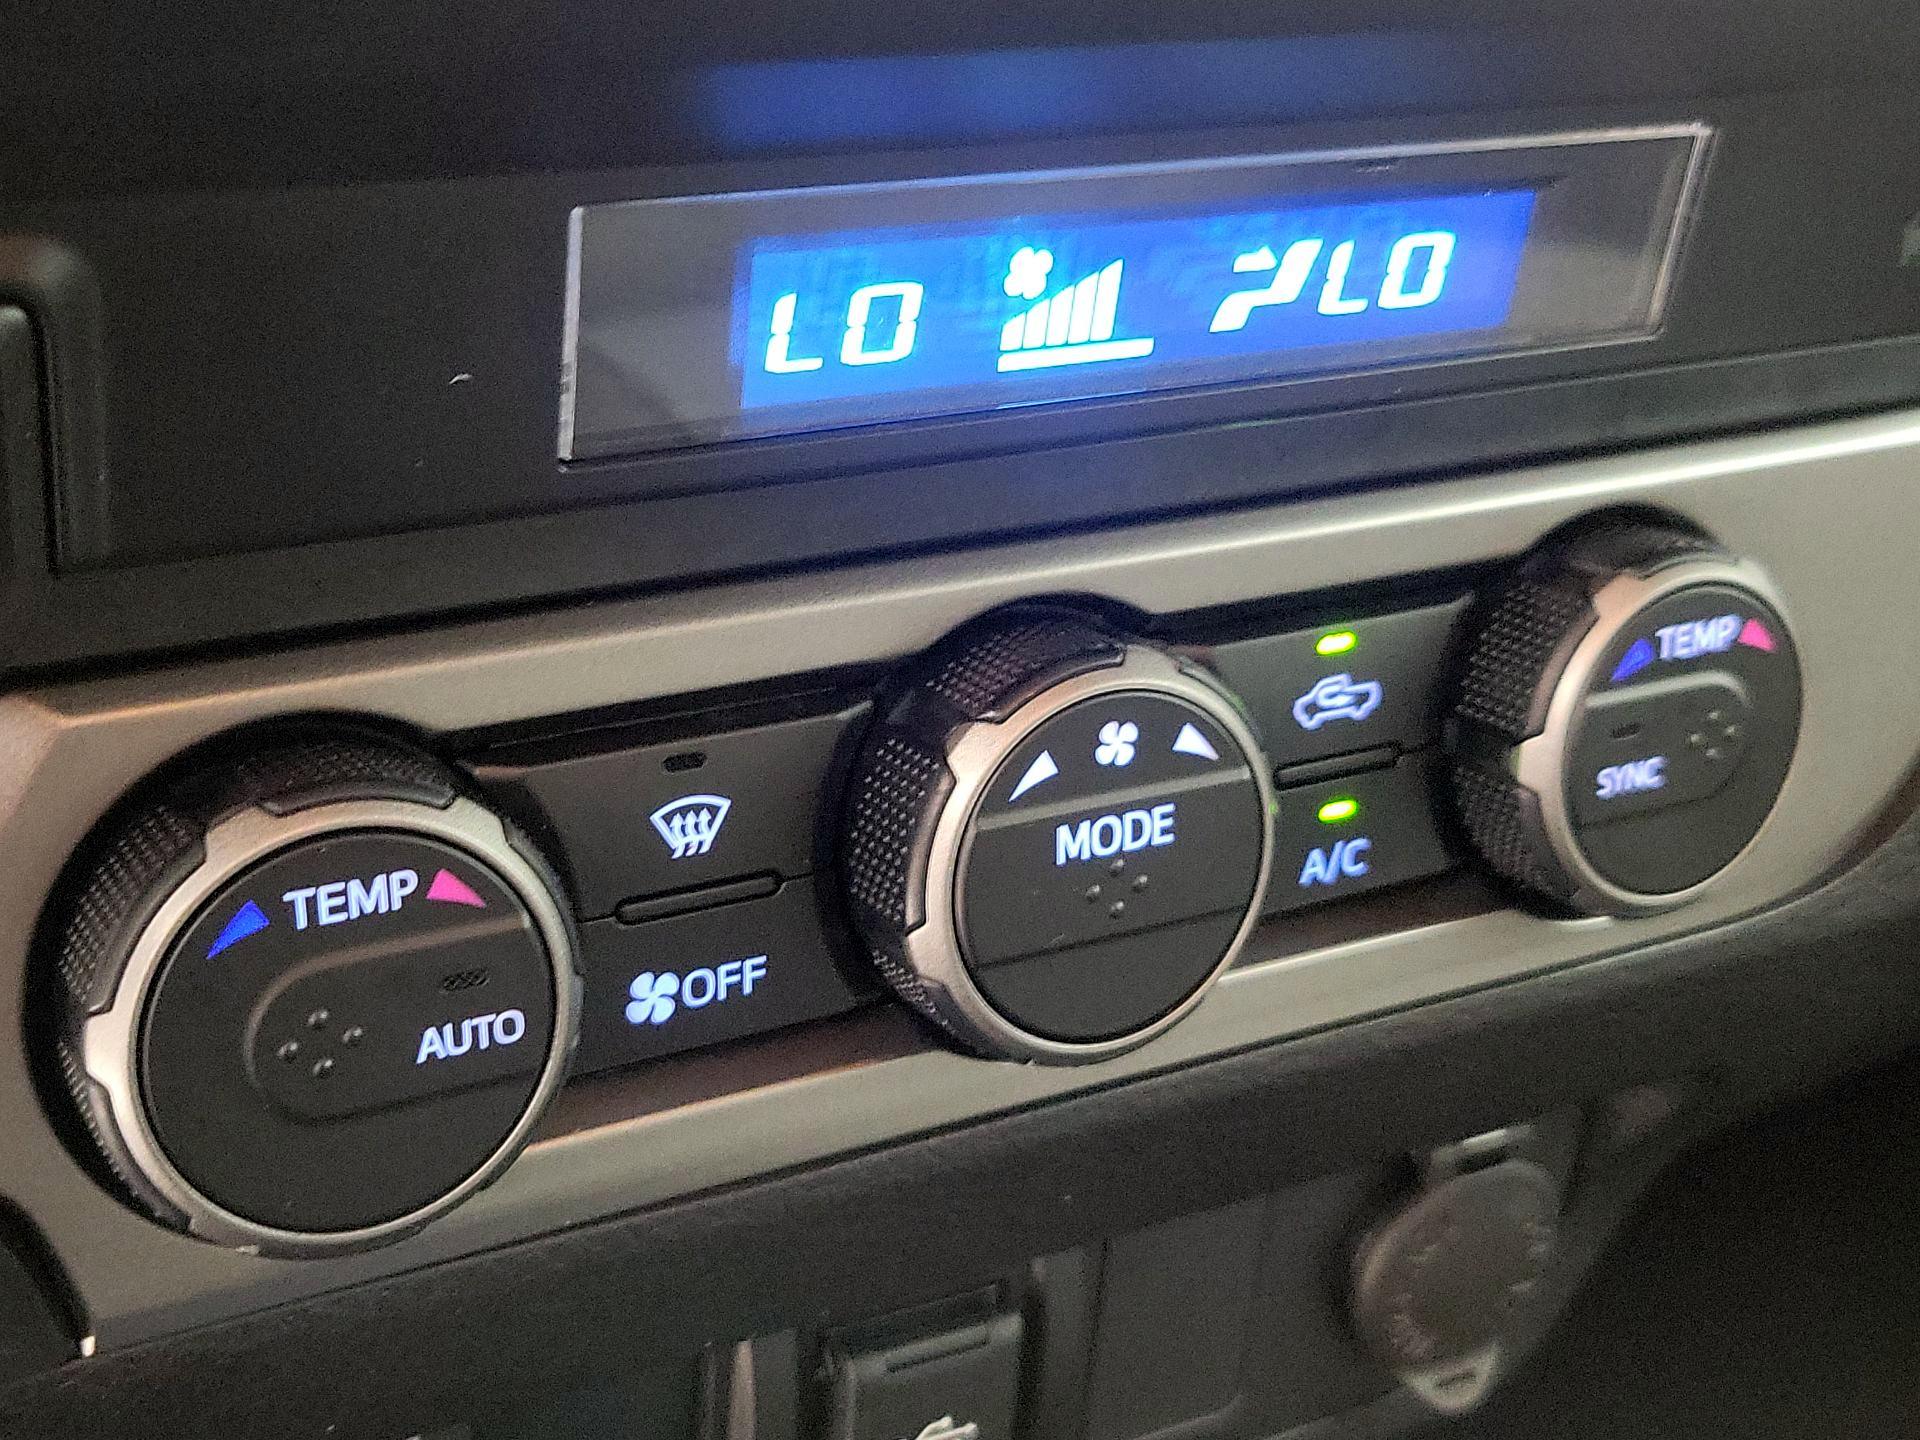 LO LO
TEMP
AUTO
OFF
MODE
A/C
TEMP
SYNC